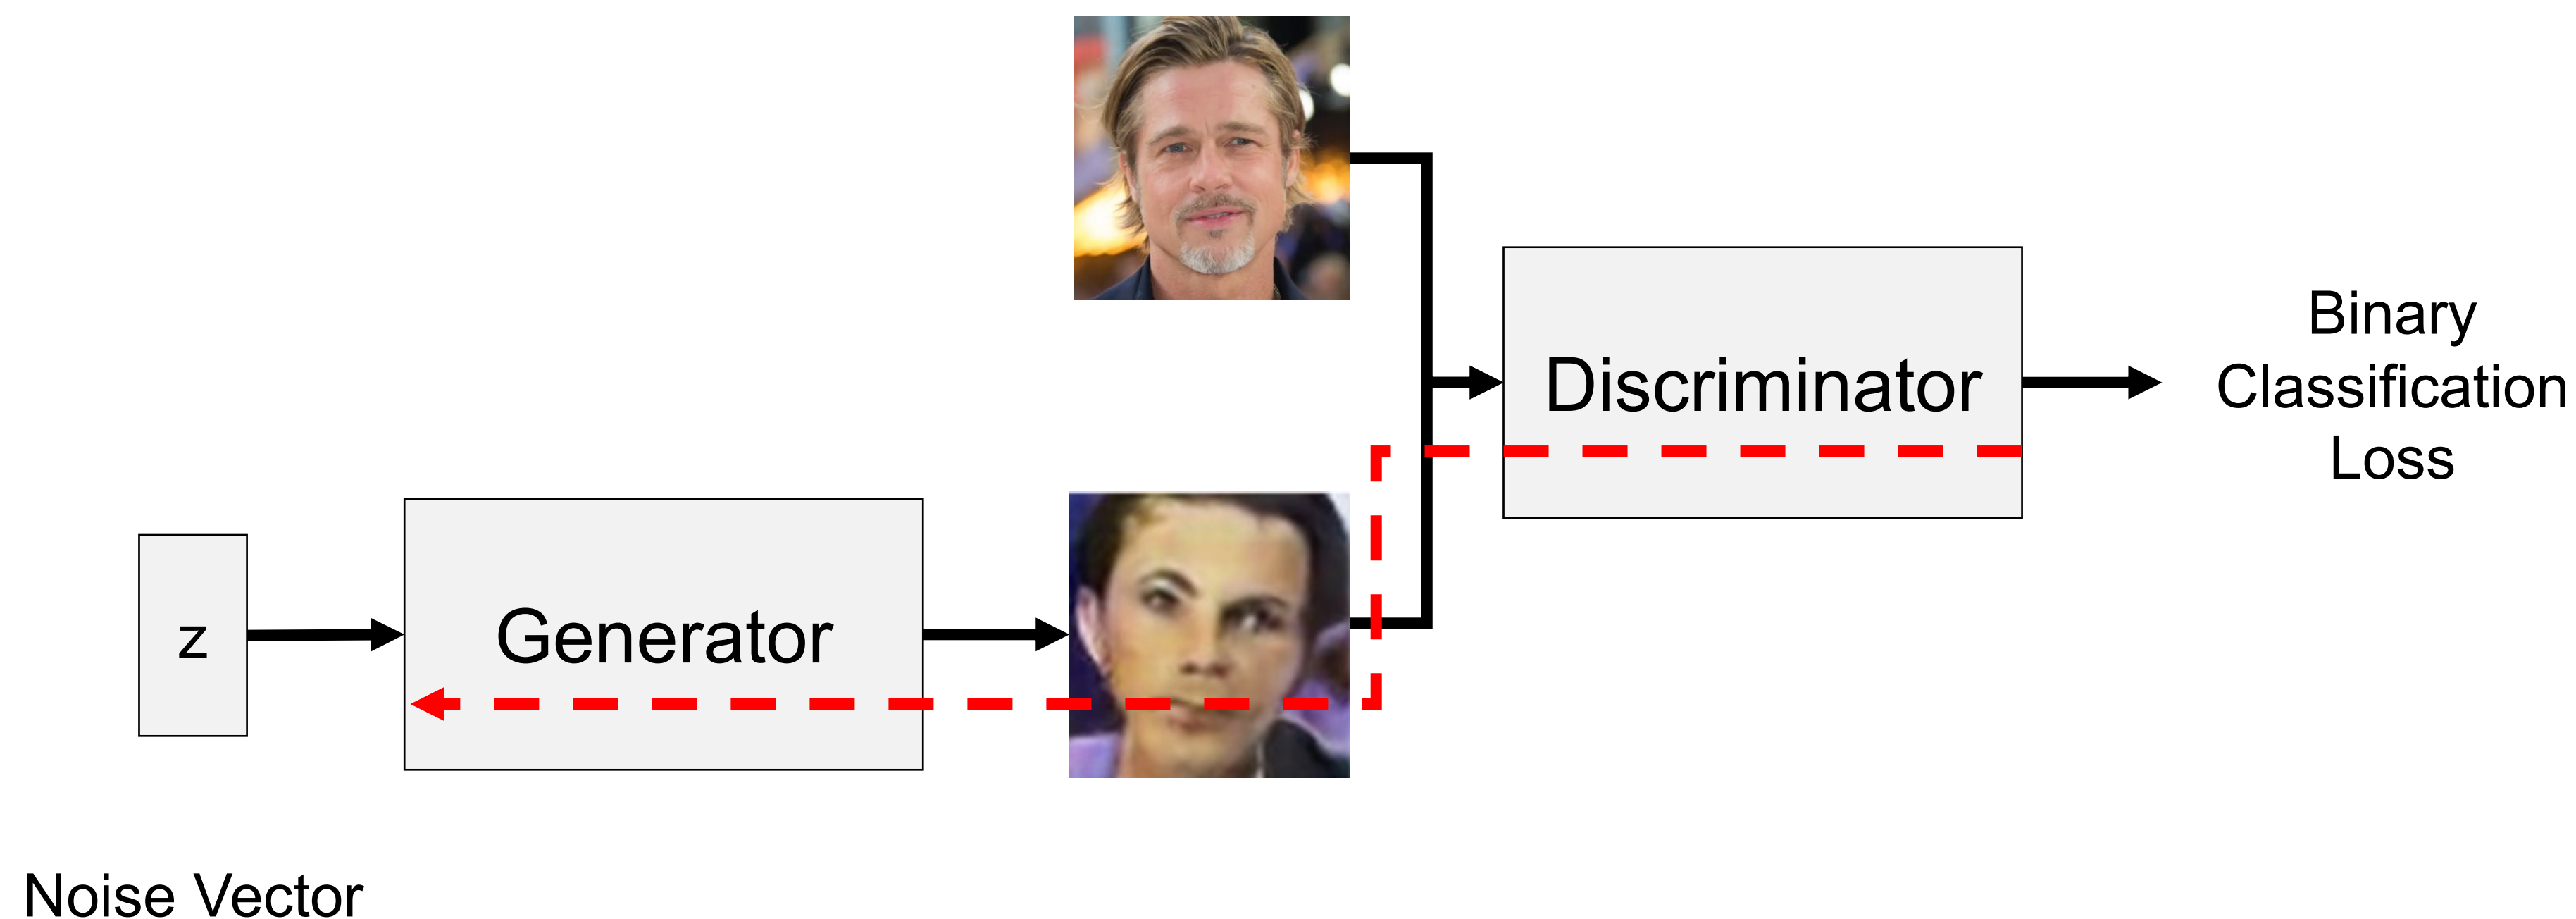 z
Generator
Discriminator
Binary
Classification
Loss
Noise Vector